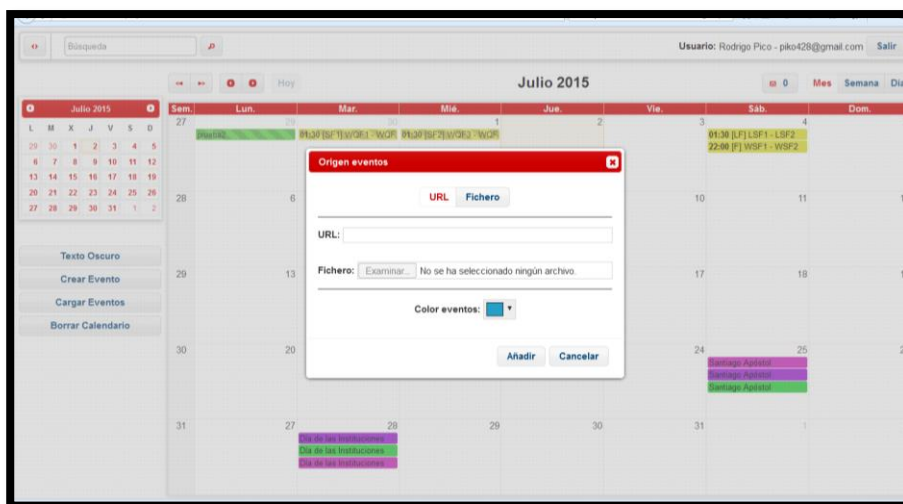 Búsqueda
Usuario: Rodrigo Pico - piko428@gmail.com Salir
Hoy
Julio 2015
0 Mes Semana Día
Julio 2015
L M X J V S D
29 30 1 2 3 4 5
6 7 8 9 10 11 12
13 14 15 16 17 18 19
20 21 22 23 24 25 26
27 28 29 30 31 1 2
Texto Oscuro
Crear Evento
Cargar Eventos
Borrar Calendario
Sem. Lun. Mar. Mié. Jue. Vie. Sáb. Dom.
27 29 30 1 2 3 4
01:30 [LF] LSF1 - LSF2
22:00 [F] WSF1 - WSF2
28 6 10 11
29 13 17 18
30 20 24 25
Santiago Apóstol
Santiago Apóstol
Santiago Apóstol
31 27 28 29 30 31 1
Día de las Instituciones
Día de las Instituciones
Día de las Instituciones
Origen eventos
URL Fichero
URL:
Fichero: Examinar... No se ha seleccionado ningún archivo.
Color eventos:
Añadir Cancelar